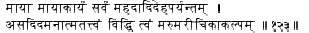 माया मायाकार्यं सर्वं महदादिदेहपर्यन्तम् ।
असदिदमनात्मतत्त्वं विद्धि त्वं मरुमरीचिकाकल्पम् ॥ १२३॥